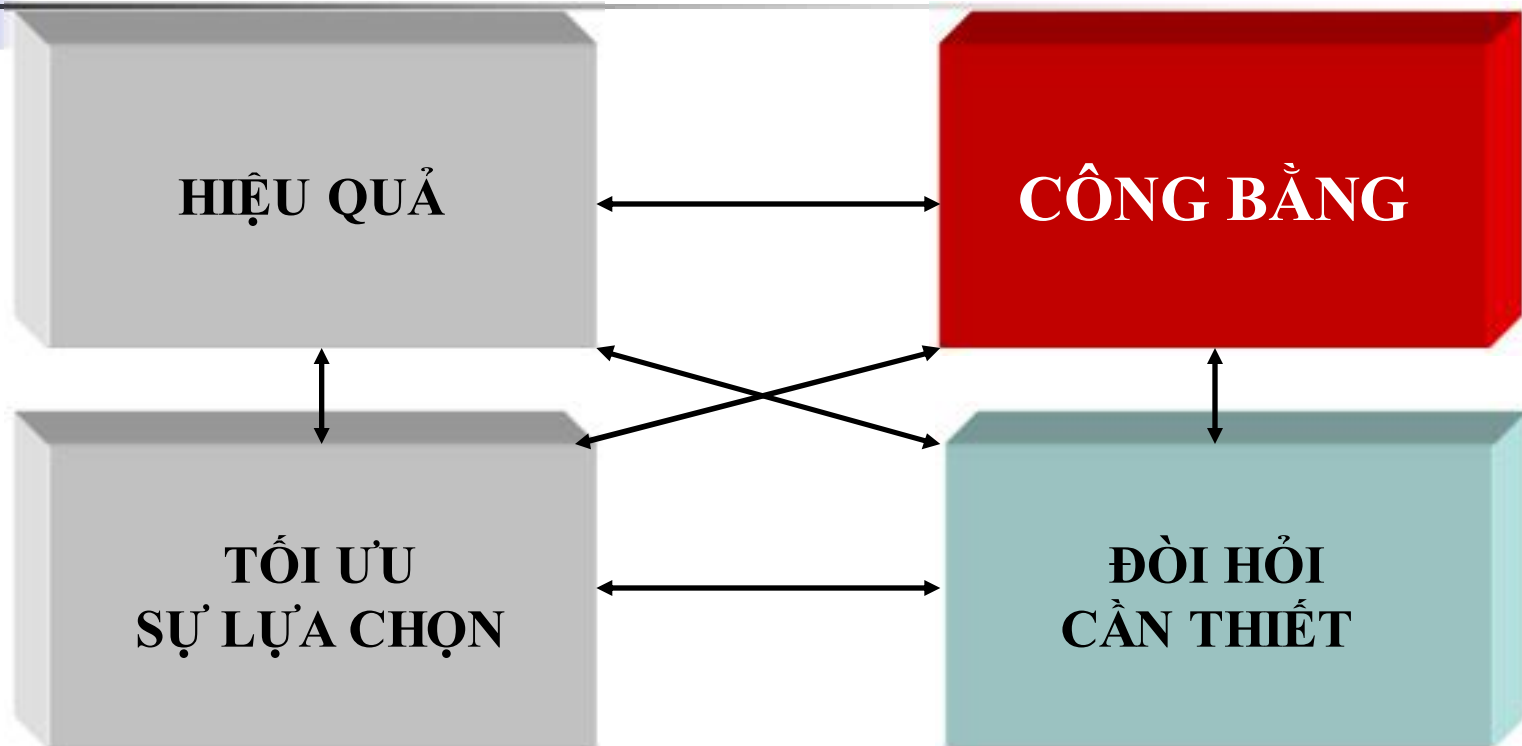 HIỆU QUẢ
CÔNG BẰNG
TỐI ƯU
SỰ LỰA CHỌN
ĐÒI HỎI
CẦN THIẾT